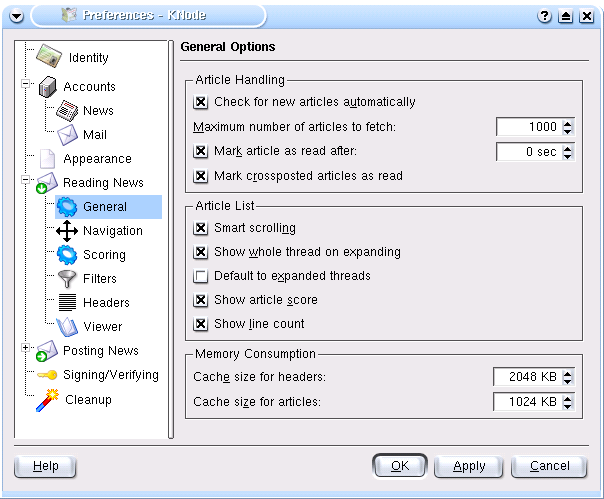 Preferences - KNode
Identity
Accounts
News
Mail
Appearance
Reading News
General
Navigation
Scoring
Filters
Headers
Viewer
Posting News
Signing/Verifying
Cleanup
General Options
Article Handling
Check for new articles automatically
Maximum number of articles to fetch: 1000
Mark article as read after: 0 sec
Mark crossposted articles as read
Article List
Smart scrolling
Show whole thread on expanding
Default to expanded threads
Show article score
Show line count
Memory Consumption
Cache size for headers: 2048 KB
Cache size for articles: 1024 KB
Help OK Apply Cancel